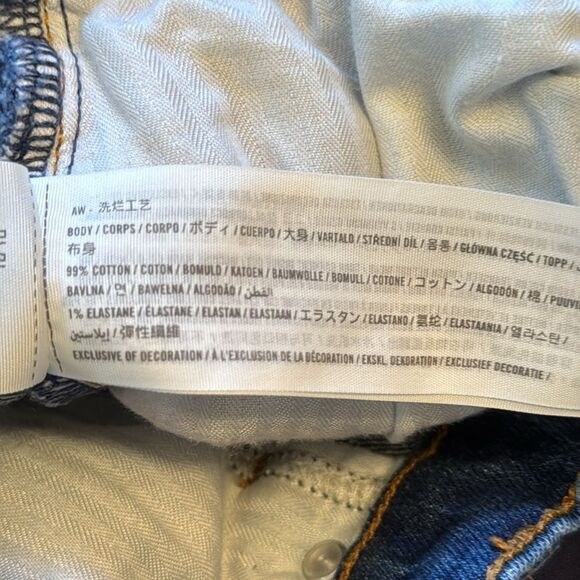 AW - 洗烂工艺
BODY / CORPS / CORPO / ボディ / CUERPO / 大身 / VARTALO / STŘEDNÍ DÍL / 몸통 / GŁÓWNA CZĘŚĆ / TOPP /
布身
99% COTTON / COTON / BOMULD / KATOEN / BAUMWOLLE / BOMULL / COTONE / コットン / ALGODÓN / 棉 / PUUVI
BAVLNA / 면 / BAWEŁNA / ALGODÃO / القطن
1% ELASTANE / ÉLASTANE / ELASTAN / ELASTAAN / エラスタン / ELASTANO / 氨纶 / ELASTAANIA / 엘라스탄 /
إيلاستين / 彈性纖維
EXCLUSIVE OF DECORATION / À L'EXCLUSION DE LA DÉCORATION / EKSKL. DEKORATION / EXCLUSIEF DECORATIE /